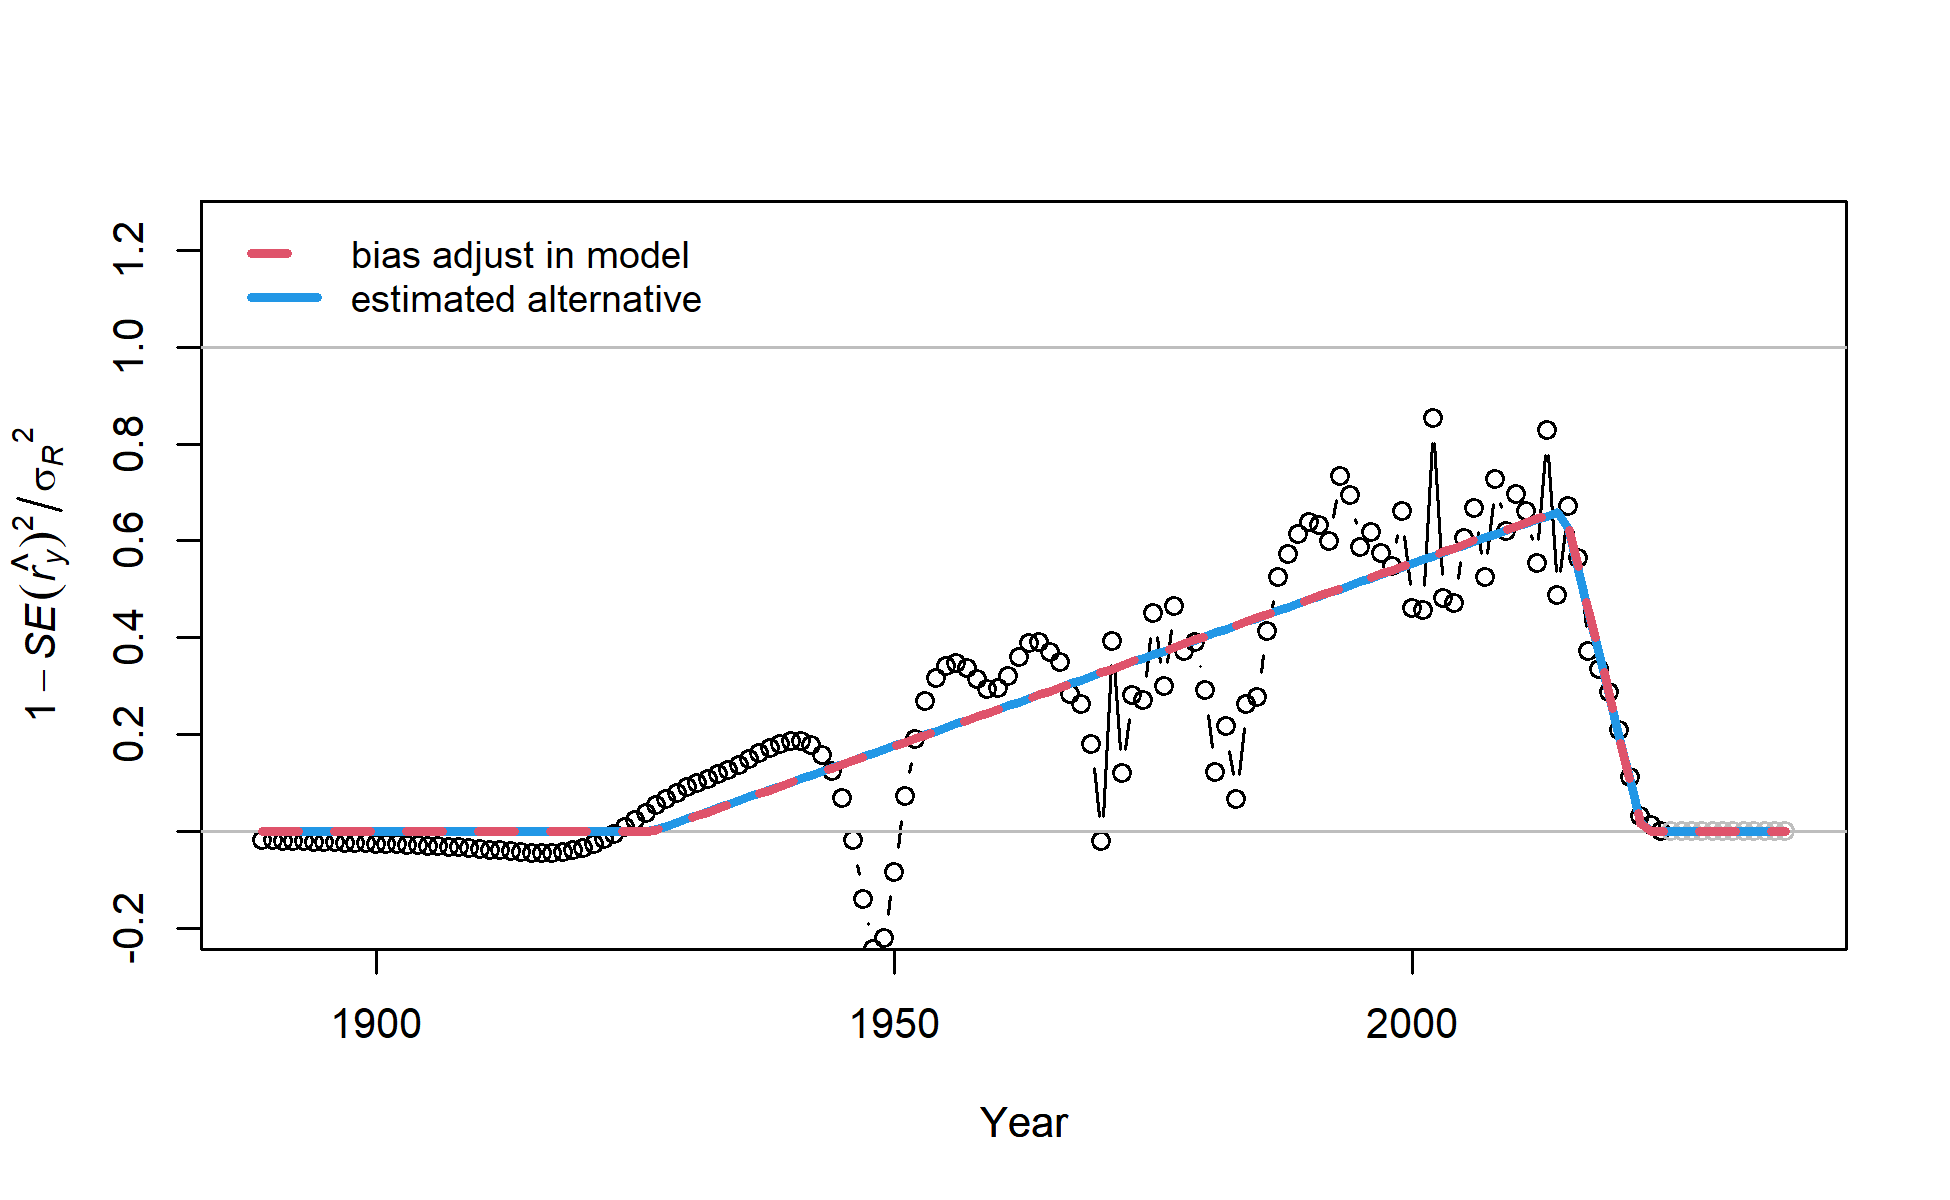 bias adjust in model
estimated alternative
1.2
1.0
0.8
0.6
0.4
0.2
-0.2
1 − SE(r̂y)² / σR²
1900 1950 2000
Year